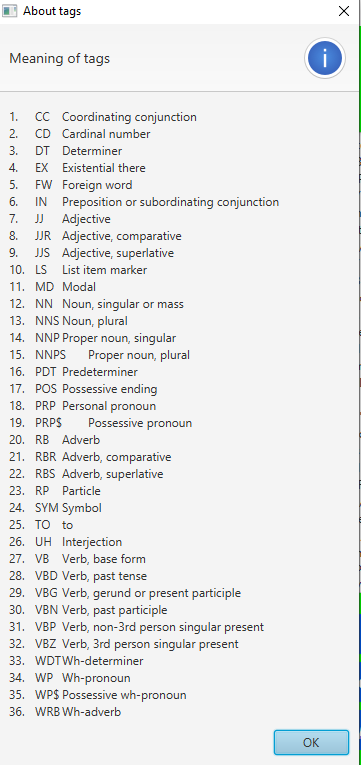 About tags
Meaning of tags
1. CC Coordinating conjunction
2. CD Cardinal number
3. DT Determiner
4. EX Existential there
5. FW Foreign word
6. IN Preposition or subordinating conjunction
7. JJ Adjective
8. JJR Adjective, comparative
9. JJS Adjective, superlative
10. LS List item marker
11. MD Modal
12. NN Noun, singular or mass
13. NNS Noun, plural
14. NNP Proper noun, singular
15. NNPS Proper noun, plural
16. PDT Predeterminer
17. POS Possessive ending
18. PRP Personal pronoun
19. PRP$ Possessive pronoun
20. RB Adverb
21. RBR Adverb, comparative
22. RBS Adverb, superlative
23. RP Particle
24. SYM Symbol
25. TO to
26. UH Interjection
27. VB Verb, base form
28. VBD Verb, past tense
29. VBG Verb, gerund or present participle
30. VBN Verb, past participle
31. VBP Verb, non-3rd person singular present
32. VBZ Verb, 3rd person singular present
33. WDT Wh-determiner
34. WP Wh-pronoun
35. WP$ Possessive wh-pronoun
36. WRB Wh-adverb
OK